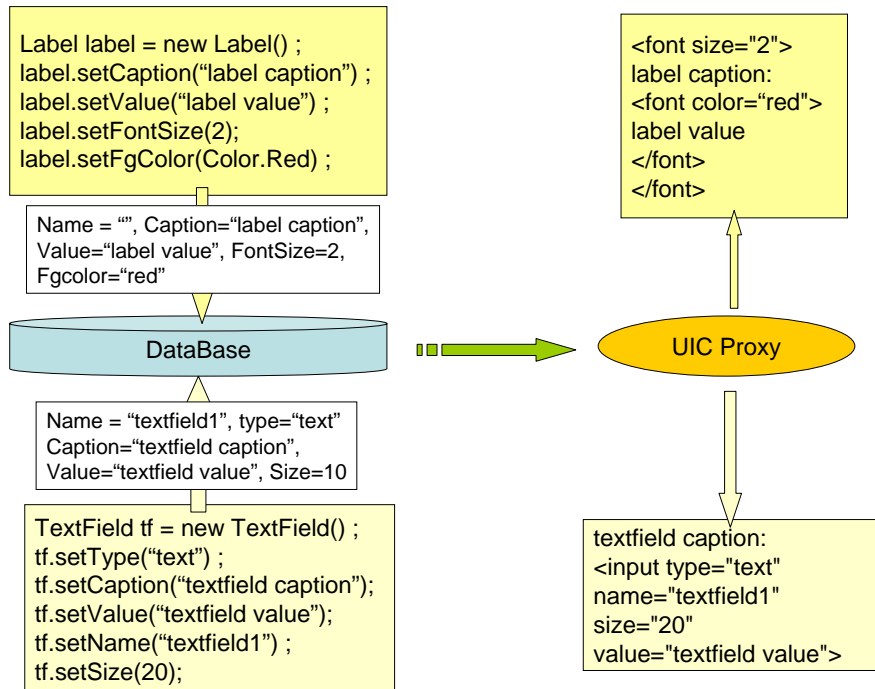 Label label = new Label() ;
label.setCaption(“label caption”) ;
label.setValue(“label value”) ;
label.setFontSize(2);
label.setFgColor(Color.Red) ;
Name = “”, Caption=“label caption”,
Value=“label value”, FontSize=2,
Fgcolor=“red”
DataBase
Name = “textfield1”, type=“text”
Caption=“textfield caption”,
Value=“textfield value”, Size=10
TextField tf = new TextField() ;
tf.setType(“text”) ;
tf.setCaption(“textfield caption”);
tf.setValue(“textfield value”);
tf.setName(“textfield1”) ;
tf.setSize(20);
<font size="2">
label caption:
<font color=“red">
label value
</font>
</font>
UIC Proxy
textfield caption:
<input type="text"
name="textfield1"
size="20"
value="textfield value">